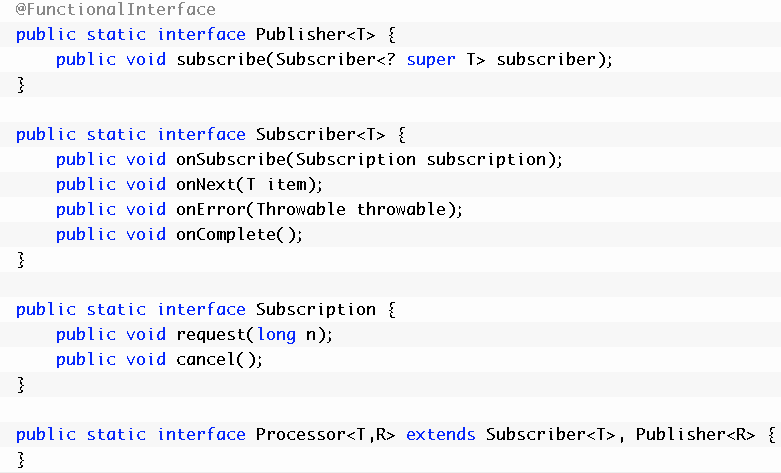 @FunctionalInterface
public static interface Publisher<T> {
    public void subscribe(Subscriber<? super T> subscriber);
}

public static interface Subscriber<T> {
    public void onSubscribe(Subscription subscription);
    public void onNext(T item);
    public void onError(Throwable throwable);
    public void onComplete();
}

public static interface Subscription {
    public void request(long n);
    public void cancel();
}

public static interface Processor<T,R> extends Subscriber<T>, Publisher<R> {
}